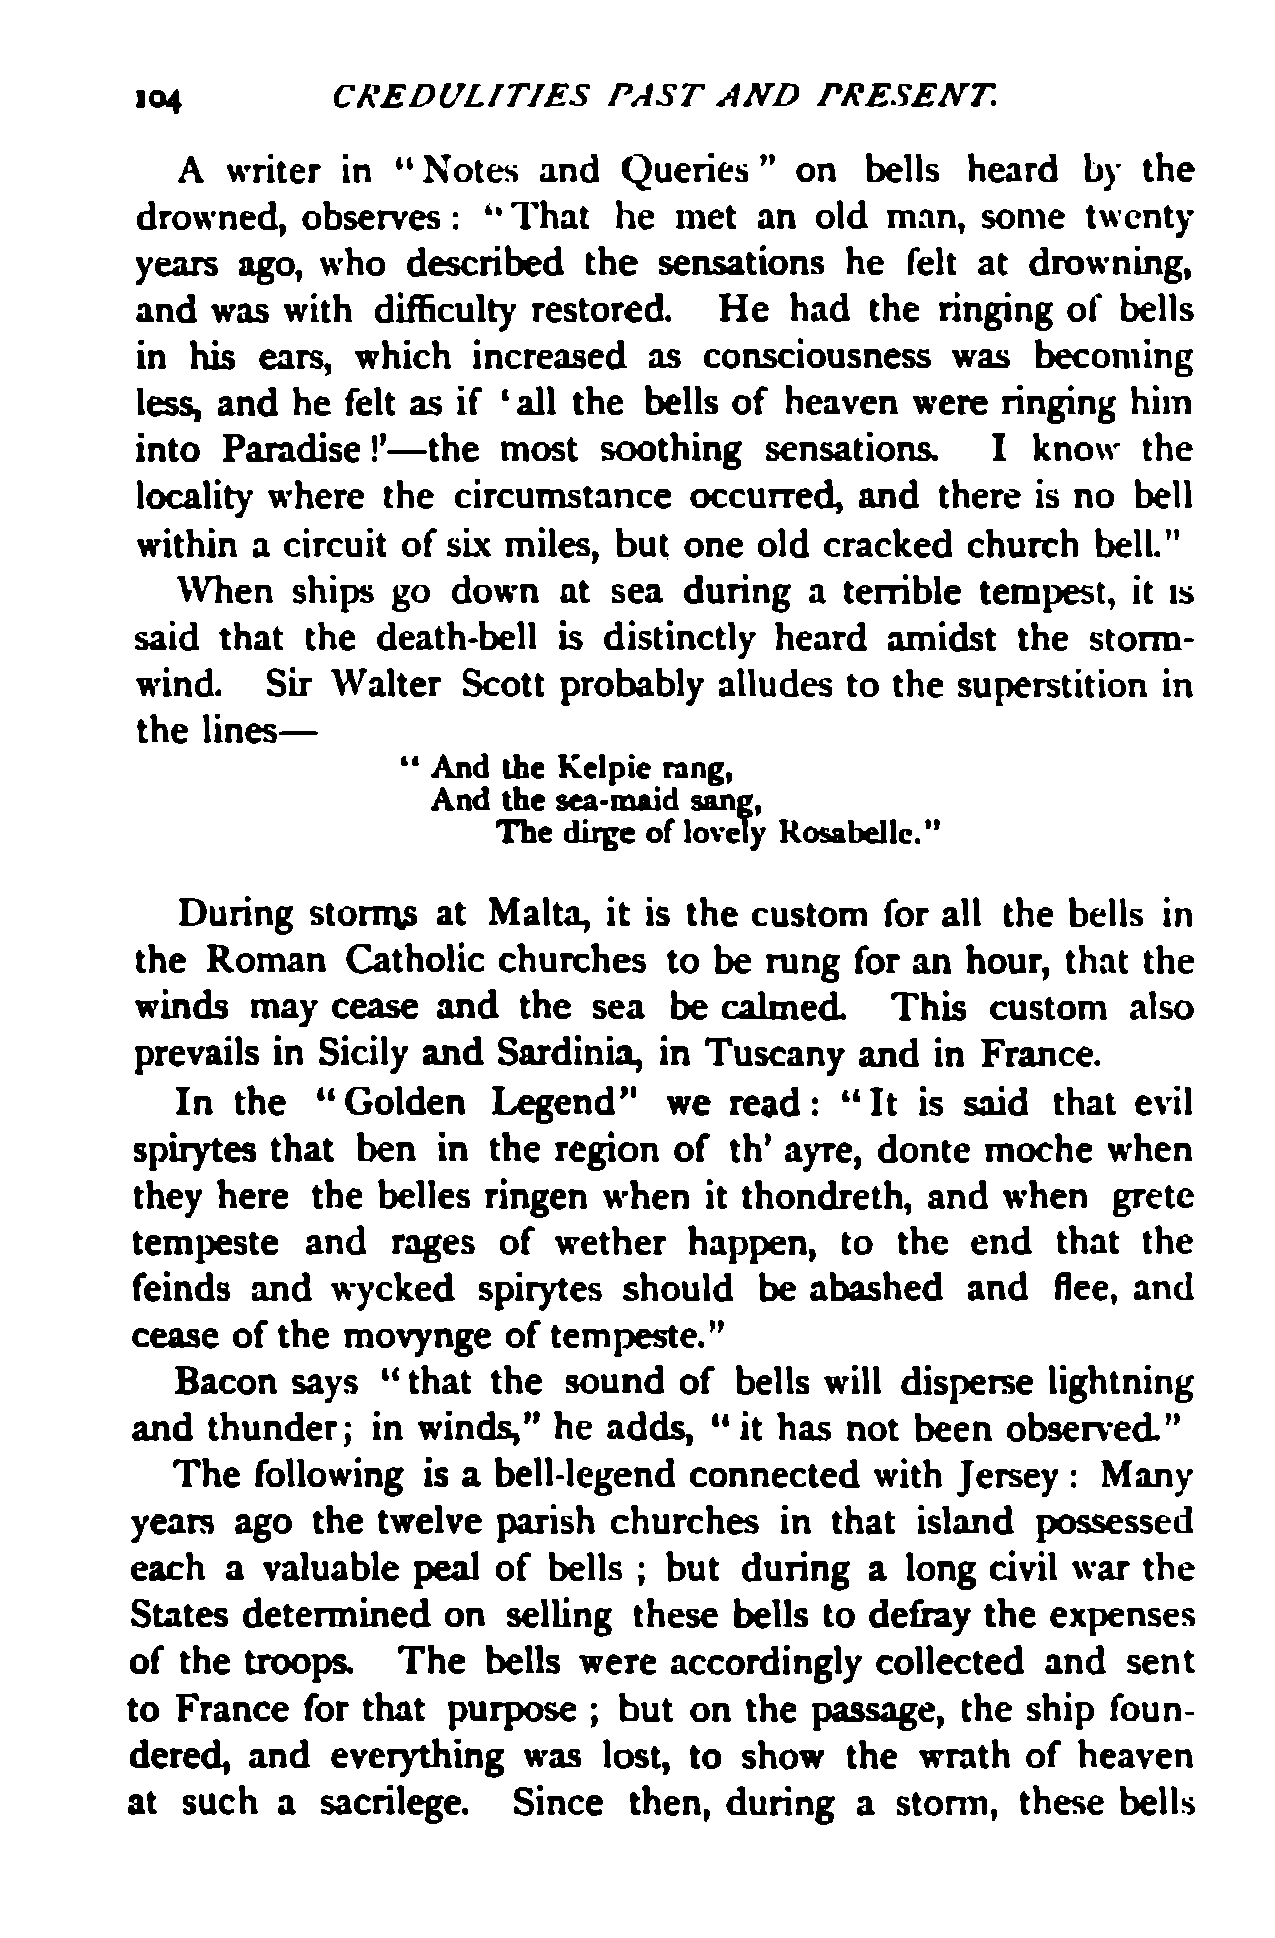 104 CREDULITIES PAST AND PRESENT.
A writer in "Notes and Queries" on bells heard by the
drowned, observes: "That he met an old man, some twenty
years ago, who described the sensations he felt at drowning,
and was with difficulty restored. He had the ringing of bells
in his ears, which increased as consciousness was becoming
less, and he felt as if 'all the bells of heaven were ringing him
into Paradise!'—the most soothing sensations. I know the
locality where the circumstance occurred, and there is no bell
within a circuit of six miles, but one old cracked church bell."
When ships go down at sea during a terrible tempest, it is
said that the death-bell is distinctly heard amidst the storm-
wind. Sir Walter Scott probably alludes to the superstition in
the lines—
"And the Kelpie rang,
And the sea-maid sang,
The dirge of lovely Rosabelle."
During storms at Malta, it is the custom for all the bells in
the Roman Catholic churches to be rung for an hour, that the
winds may cease and the sea be calmed. This custom also
prevails in Sicily and Sardinia, in Tuscany and in France.
In the "Golden Legend" we read: "It is said that evil
spirytes that ben in the region of th' ayre, donte moche when
they here the belles ringen when it thondreth, and when grete
tempeste and rages of wether happen, to the end that the
feinds and wycked spirytes should be abashed and flee, and
cease of the movynge of tempeste."
Bacon says "that the sound of bells will disperse lightning
and thunder; in winds," he adds, "it has not been observed."
The following is a bell-legend connected with Jersey: Many
years ago the twelve parish churches in that island possessed
each a valuable peal of bells; but during a long civil war the
States determined on selling these bells to defray the expenses
of the troops. The bells were accordingly collected and sent
to France for that purpose; but on the passage, the ship foun-
dered, and everything was lost, to show the wrath of heaven
at such a sacrilege. Since then, during a storm, these bells